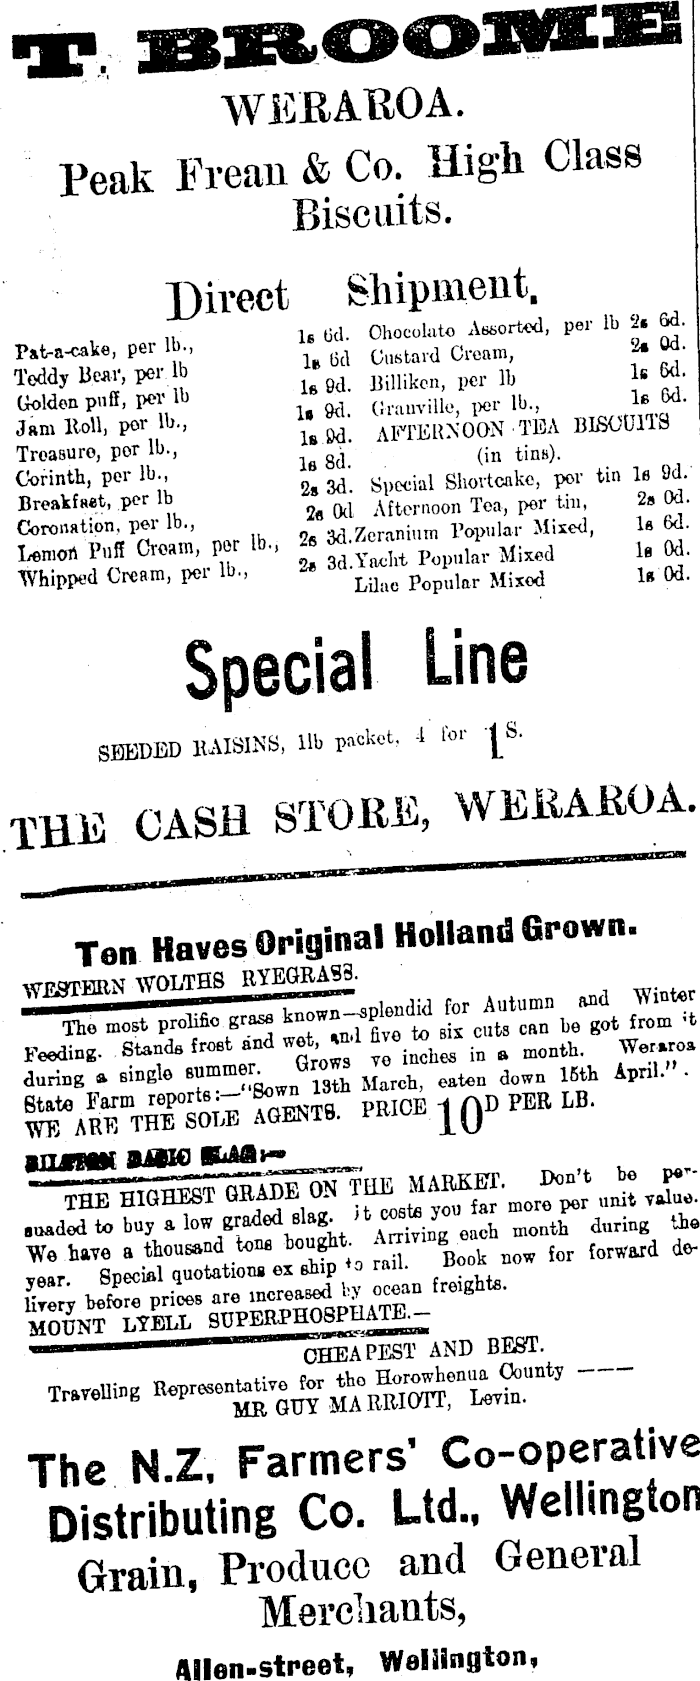 T. BROOME
WERAROA.
Peak Frean & Co. High Class
Biscuits.
Direct Shipment.
Pat-a-cake, per lb., 1s 6d.
Teddy Bear, per lb 1s 6d
Golden puff, per lb 1s 9d.
Jam Roll, per lb., 1s 9d.
Treasure, per lb., 1s 9d.
Corinth, per lb., 1s 8d.
Breakfast, per lb 2s 3d.
Coronation, per lb., 2s 0d
Lemon Puff Cream, per lb., 2s 3d.
Whipped Cream, per lb., 2s 3d.
Chocolate Assorted, per lb 2s 6d.
Custard Cream, 2s 0d.
Billiken, per lb 1s 6d.
Granville, per lb., 1s 6d.
AFTERNOON TEA BISCUITS
(in tins).
Special Shortcake, per tin 1s 9d.
Afternoon Tea, per tin, 2s 0d.
Zeranium Popular Mixed, 1s 6d.
Yacht Popular Mixed 1s 0d.
Lilac Popular Mixed 1s 0d.
Special Line
SEEDED RAISINS, 1lb packet, 4 for 1S.
THE CASH STORE, WERAROA.
Ten Haves Original Holland Grown.
WESTERN WOLTHS RYEGRASS.
The most prolific grass known—splendid for Autumn and Winter
Feeding. Stands frost and wet, and five to six cuts can be got from it
during a single summer. Grows ve inches in a month. Weraroa
State Farm reports:—"Sown 13th March, eaten down 15th April."
WE ARE THE SOLE AGENTS. PRICE 10D PER LB.
BILSTON BASIC SLAG:—
THE HIGHEST GRADE ON THE MARKET. Don't be per-
suaded to buy a low graded slag. it costs you far more per unit value.
We have a thousand tons bought. Arriving each month during the
year. Special quotations ex ship to rail. Book now for forward de-
livery before prices are increased by ocean freights.
MOUNT LYELL SUPERPHOSPHATE.—
CHEAPEST AND BEST.
Travelling Representative for the Horowhenua County ———
MR GUY MARRIOTT, Levin.
The N.Z. Farmers' Co-operative
Distributing Co. Ltd., Wellington
Grain, Produce and General
Merchants,
Allen-street, Wellington,